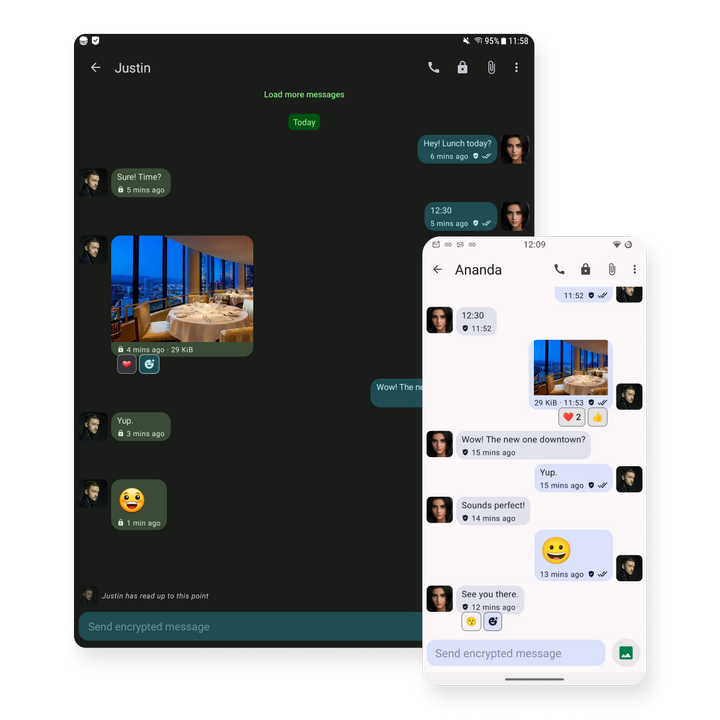 95% 11:58
Justin
Load more messages
Today
Hey! Lunch today?
6 mins ago
Sure! Time?
5 mins ago
12:30
5 mins ago
4 mins ago · 29 KiB
Wow! The ne
Yup.
3 mins ago
1 min ago
Justin has read up to this point
Send encrypted message
12:09
Ananda
11:52
12:30
11:52
29 KiB · 11:53
2
Wow! The new one downtown?
15 mins ago
Yup.
15 mins ago
Sounds perfect!
14 mins ago
13 mins ago
See you there.
12 mins ago
Send encrypted message